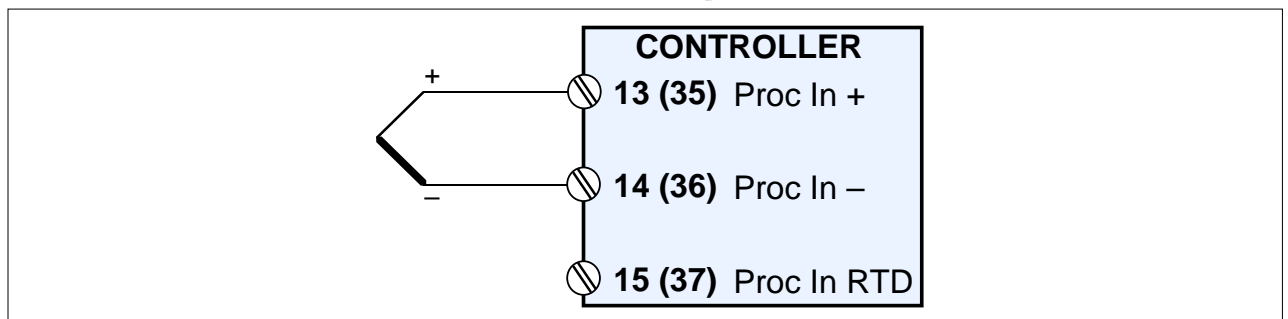 CONTROLLER
+
13 (35) Proc In +
14 (36) Proc In –
–
15 (37) Proc In RTD